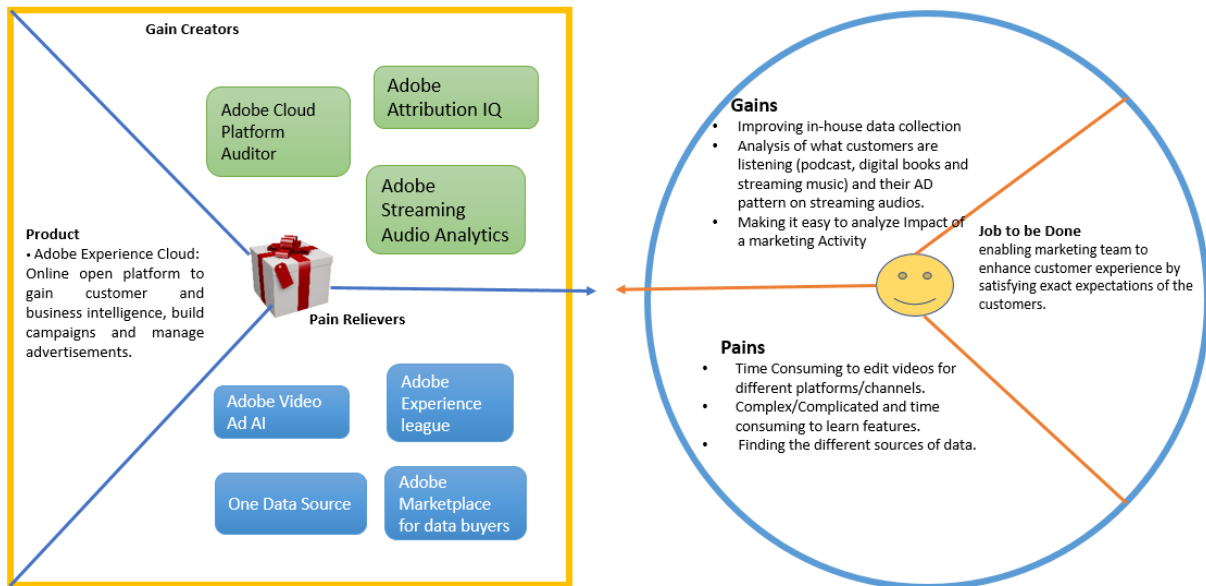 Gain Creators
Adobe Cloud
Platform
Auditor
Adobe
Attribution IQ
Adobe
Streaming
Audio Analytics
Product
• Adobe Experience Cloud:
Online open platform to
gain customer and
business intelligence, build
campaigns and manage
advertisements.
Pain Relievers
Adobe Video
Ad AI
Adobe
Experience
league
One Data Source
Adobe
Marketplace
for data buyers
Gains
• Improving in-house data collection
• Analysis of what customers are
listening (podcast, digital books and
streaming music) and their AD
pattern on streaming audios.
• Making it easy to analyze Impact of
a marketing Activity
Job to be Done
enabling marketing team to
enhance customer experience by
satisfying exact expectations of the
customers.
Pains
• Time Consuming to edit videos for
different platforms/channels.
• Complex/Complicated and time
consuming to learn features.
• Finding the different sources of data.